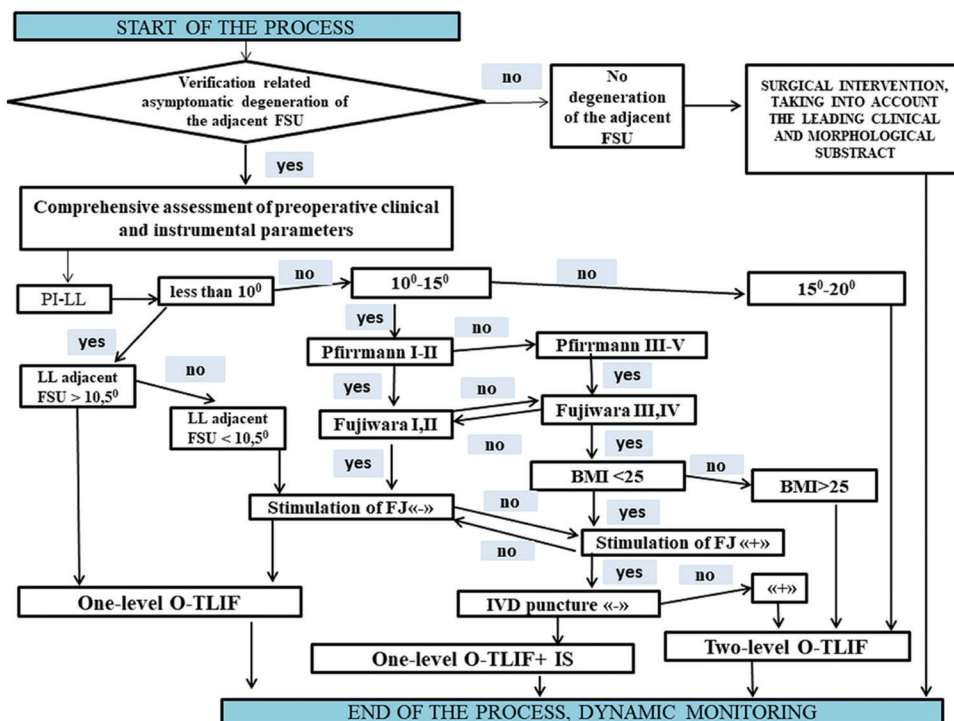 START OF THE PROCESS
Verification related
asymptomatic degeneration of
the adjacent FSU
no
No
degeneration
of the adjacent
FSU
SURGICAL INTERVENTION,
TAKING INTO ACCOUNT
THE LEADING CLINICAL
AND MORPHOLOGICAL
SUBSTRACT
yes
Comprehensive assessment of preoperative clinical
and instrumental parameters
PI-LL
less than 10⁰
no
10⁰-15⁰
no
15⁰-20⁰
yes
yes
no
Pfirrmann I-II
Pfirrmann III-V
LL adjacent
FSU > 10,5⁰
no
yes
no
yes
LL adjacent
FSU < 10,5⁰
Fujiwara I,II
Fujiwara III,IV
yes
no
yes
BMI <25
no
BMI>25
Stimulation of FJ«-»
no
yes
no
Stimulation of FJ «+»
yes
no
One-level O-TLIF
IVD puncture «-»
«+»
One-level O-TLIF+ IS
Two-level O-TLIF
END OF THE PROCESS, DYNAMIC MONITORING